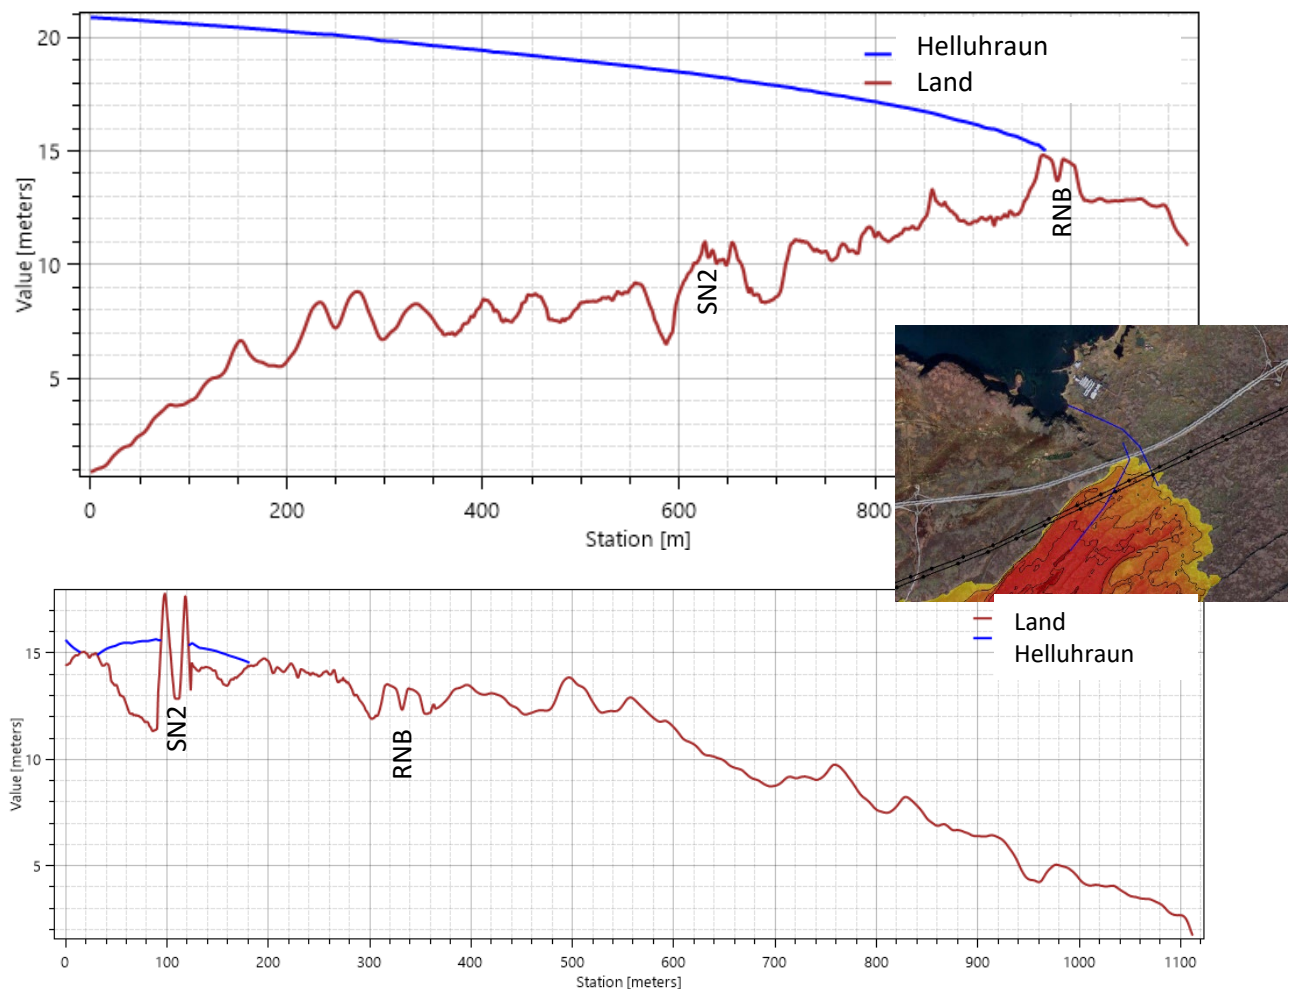 20
15
10
5
Value [meters]
Helluhraun
Land
SN2
RNB
0
200
400
600
800
Station [m]
15
10
5
Value [meters]
Land
Helluhraun
SN2
RNB
0
100
200
300
400
500
600
700
800
900
1000
1100
Station [meters]